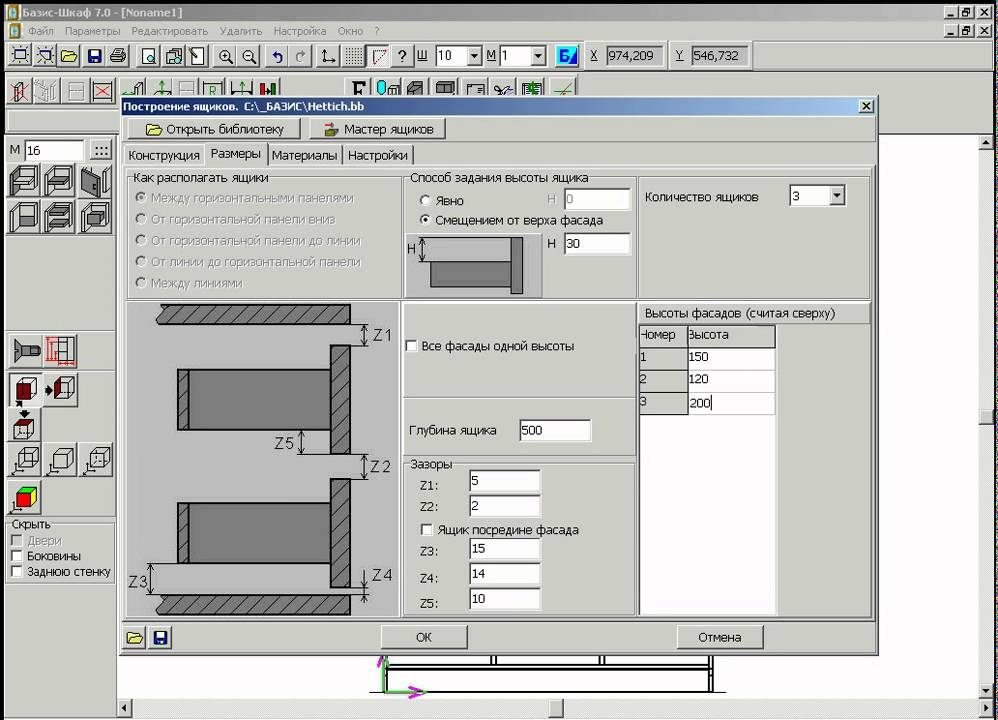 Базис-Шкаф 7.0 - [Noname1]
Файл Параметры Редактировать Удалить Настройка Окно ?
? Ш 10 М 1 Б X 974,209 Y 546,732
R F
Построение ящиков. C:\_БАЗИС\Hettich.bb
Открыть библиотеку Мастер ящиков
М 16
Конструкция Размеры Материалы Настройки
Как располагать ящики
Между горизонтальными панелями
От горизонтальной панели вниз
От горизонтальной панели до линии
От линии до горизонтальной панели
Между линиями
Способ задания высоты ящика
Явно H 0
Смещением от верха фасада
H H 30
Количество ящиков 3
Z1
Z5
Z2
Z3
Z4
Все фасады одной высоты
Глубина ящика 500
Зазоры
Z1: 5
Z2: 2
Ящик посредине фасада
Z3: 15
Z4: 14
Z5: 10
Высоты фасадов (считая сверху)
Номер Высота
1 150
2 120
3 200
Скрыть
Двери
Боковины
Заднюю стенку
OK Отмена